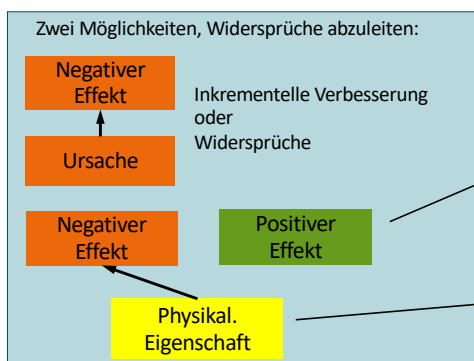 Zwei Möglichkeiten, Widersprüche abzuleiten:
Negativer
Effekt
Inkrementelle Verbesserung
oder
Widersprüche
Ursache
Negativer
Effekt
Positiver
Effekt
Physikal.
Eigenschaft